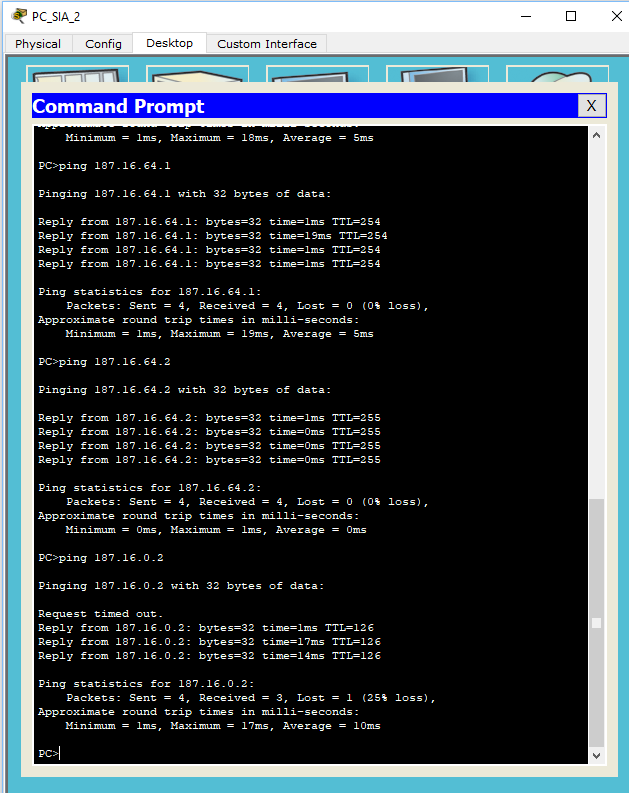 PC_SIA_2
Physical Config Desktop Custom Interface
Command Prompt X
Minimum = 1ms, Maximum = 18ms, Average = 5ms
PC>ping 187.16.64.1
Pinging 187.16.64.1 with 32 bytes of data:
Reply from 187.16.64.1: bytes=32 time=1ms TTL=254
Reply from 187.16.64.1: bytes=32 time=19ms TTL=254
Reply from 187.16.64.1: bytes=32 time=1ms TTL=254
Reply from 187.16.64.1: bytes=32 time=1ms TTL=254
Ping statistics for 187.16.64.1:
Packets: Sent = 4, Received = 4, Lost = 0 (0% loss),
Approximate round trip times in milli-seconds:
Minimum = 1ms, Maximum = 19ms, Average = 5ms
PC>ping 187.16.64.2
Pinging 187.16.64.2 with 32 bytes of data:
Reply from 187.16.64.2: bytes=32 time=1ms TTL=255
Reply from 187.16.64.2: bytes=32 time=0ms TTL=255
Reply from 187.16.64.2: bytes=32 time=0ms TTL=255
Reply from 187.16.64.2: bytes=32 time=0ms TTL=255
Ping statistics for 187.16.64.2:
Packets: Sent = 4, Received = 4, Lost = 0 (0% loss),
Approximate round trip times in milli-seconds:
Minimum = 0ms, Maximum = 1ms, Average = 0ms
PC>ping 187.16.0.2
Pinging 187.16.0.2 with 32 bytes of data:
Request timed out.
Reply from 187.16.0.2: bytes=32 time=1ms TTL=126
Reply from 187.16.0.2: bytes=32 time=17ms TTL=126
Reply from 187.16.0.2: bytes=32 time=14ms TTL=126
Ping statistics for 187.16.0.2:
Packets: Sent = 4, Received = 3, Lost = 1 (25% loss),
Approximate round trip times in milli-seconds:
Minimum = 1ms, Maximum = 17ms, Average = 10ms
PC>